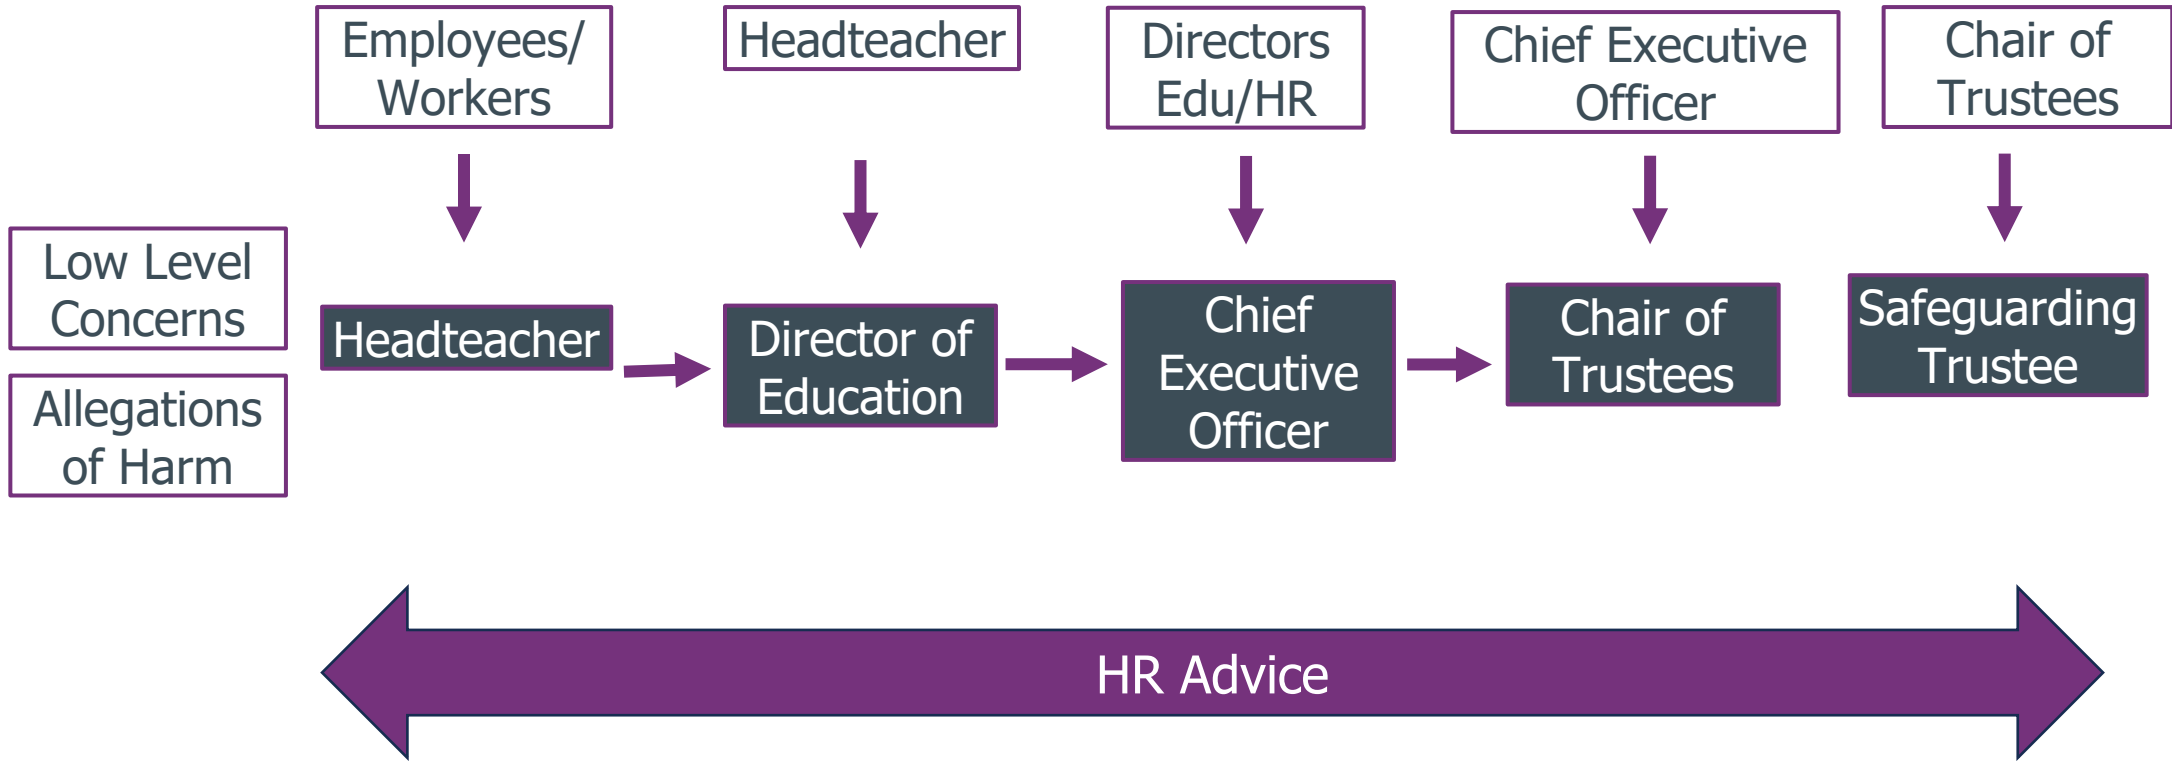 Employees/
Workers
Headteacher
Directors
Edu/HR
Chief Executive
Officer
Chair of
Trustees
Low Level
Concerns
Allegations
of Harm
Headteacher
Director of
Education
Chief
Executive
Officer
Chair of
Trustees
Safeguarding
Trustee
HR Advice